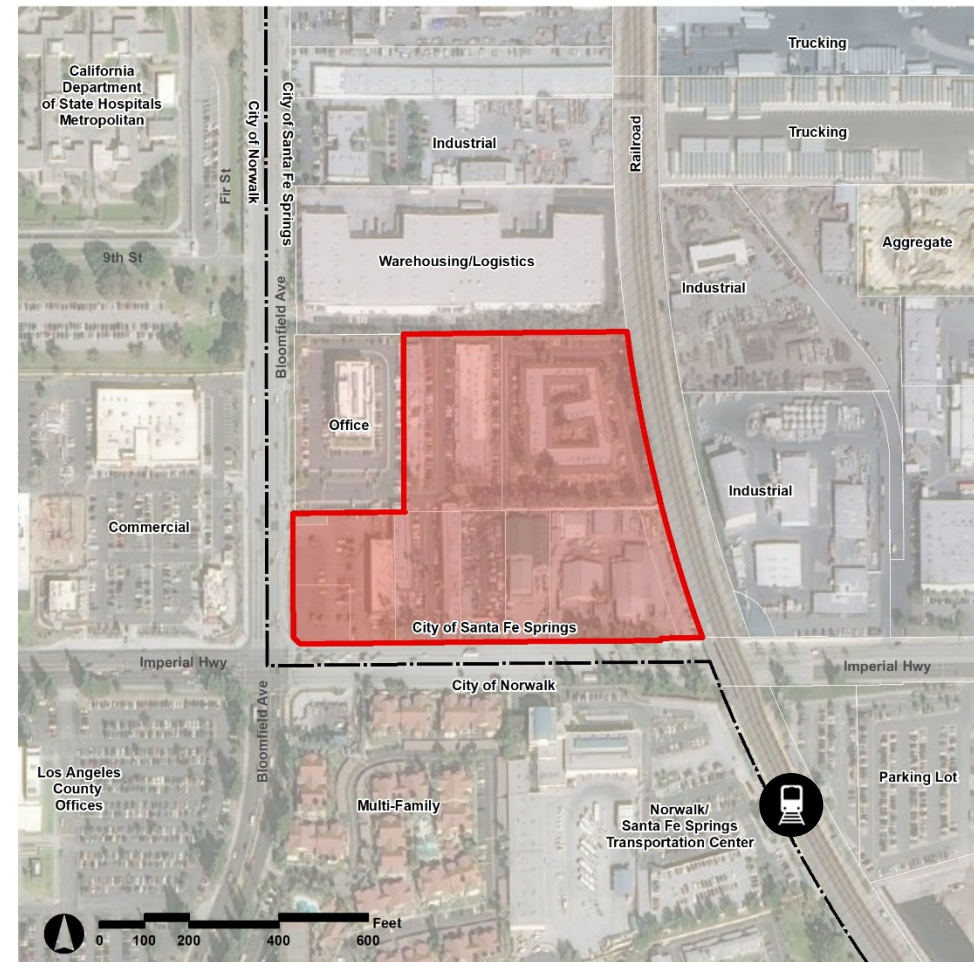 Trucking
California
Department
of State Hospitals
Metropolitan
City of Norwalk
City of Santa Fe Springs
Industrial
Railroad
Trucking
Fir St
9th St
Warehousing/Logistics
Aggregate
Industrial
Bloomfield Ave
Office
Industrial
Commercial
City of Santa Fe Springs
Imperial Hwy
Imperial Hwy
City of Norwalk
Bloomfield Ave
Los Angeles
County
Offices
Multi-Family
Norwalk/
Santa Fe Springs
Transportation Center
Parking Lot
Feet
0 100 200 400 600